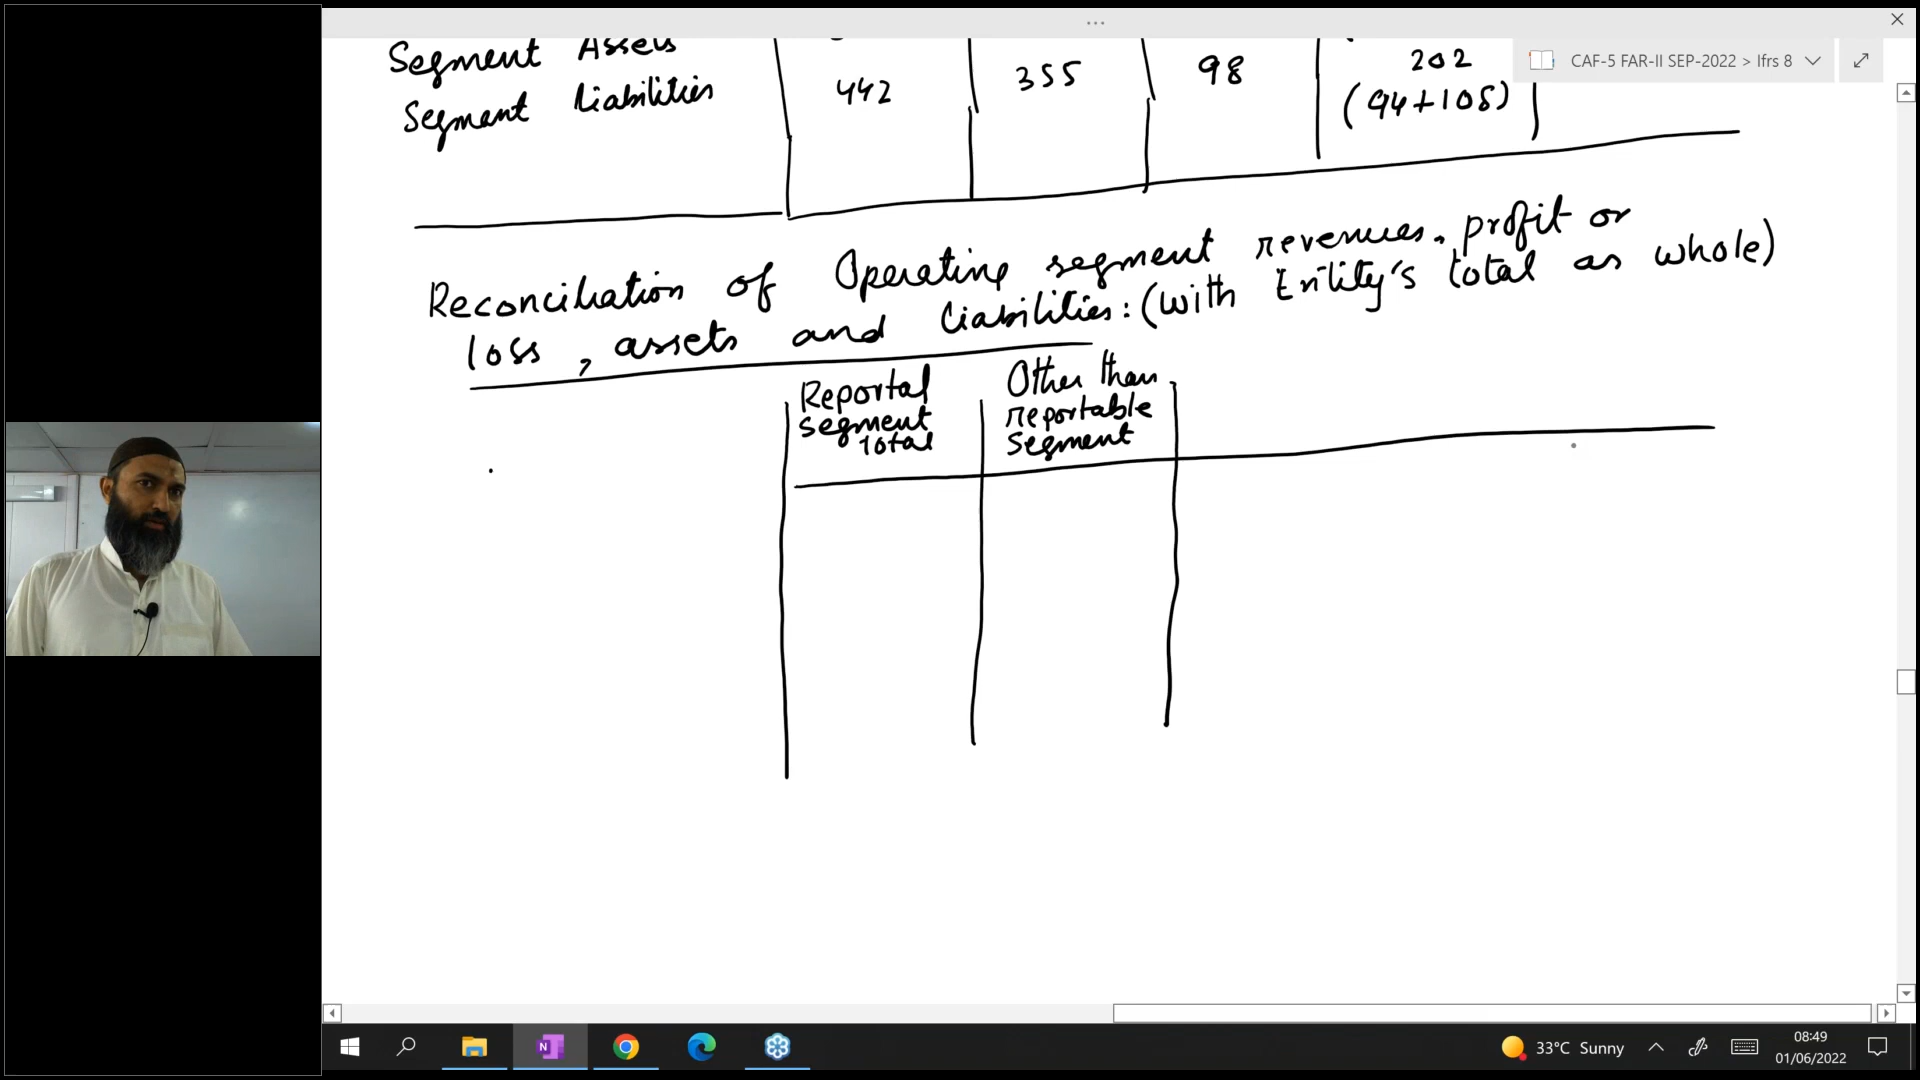 ...
Segment Assets
202
CAF-5 FAR-II SEP-2022 > Ifrs 8
Segment Liabilities 442 355 98 (94+108)
Reconciliation of Operating segment revenues, profit or
loss, assets and liabilities: (with Entity's total as whole)
Reportal
segment
total
Other than
reportable
segment
N
33°C Sunny
08:49
01/06/2022